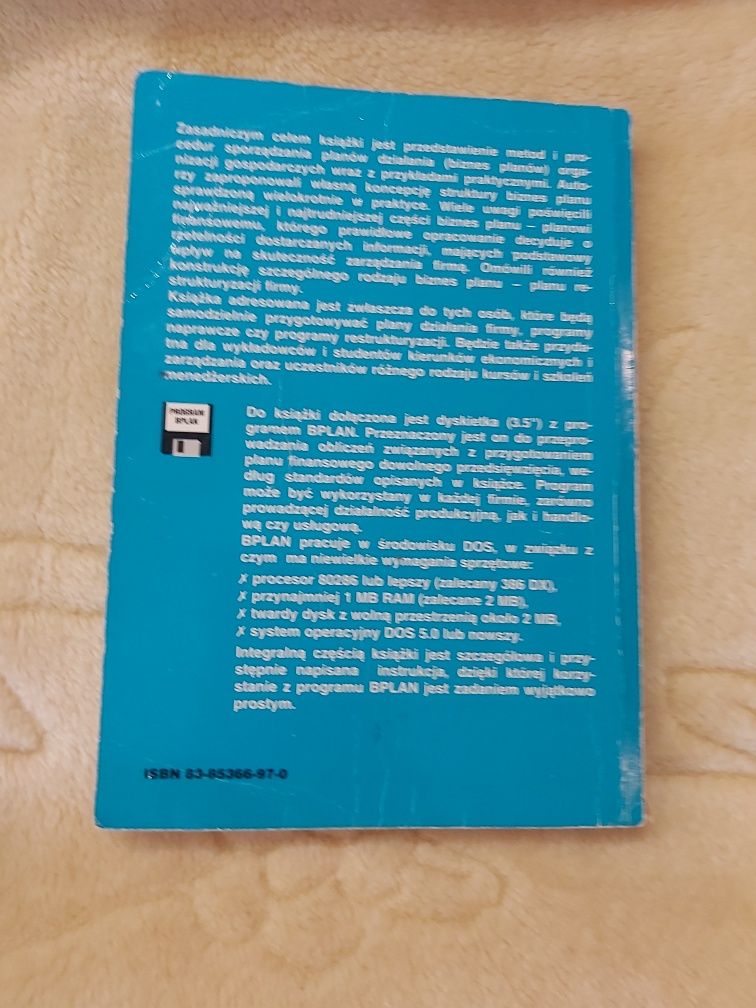 Zasadniczym celem książki jest przedstawienie metod i pro-
cedur sporządzania planów działania (biznes planów) orga-
nizacji gospodarczych wraz z przykładami praktycznymi. Auto-
rzy zaproponowali własną koncepcję struktury biznes planu
sprawdzoną wielokrotnie w praktyce. Wiele uwagi poświęcili
najważniejszej i najtrudniejszej części biznes planu – planowi
finansowemu, którego prawidłowe opracowanie decyduje o
rzetelności dostarczanych informacji, mających podstawowy
wpływ na skuteczność zarządzania firmą. Omówili również
konstrukcję szczególnego rodzaju biznes planu – planu re-
strukturyzacji firmy.
Książka adresowana jest zwłaszcza do tych osób, które będą
samodzielnie przygotowywać plany działania firmy, programy
naprawcze czy programy restrukturyzacji. Będzie także przyda-
tna dla wykładowców i studentów kierunków ekonomicznych i
zarządzania oraz uczestników różnego rodzaju kursów i szkoleń
menedżerskich.
PROGRAM
BPLAN
Do książki dołączona jest dyskietka (3.5") z pro-
gramem BPLAN. Przeznaczony jest on do przepro-
wadzania obliczeń związanych z przygotowaniem
planu finansowego dowolnego przedsięwzięcia, we-
dług standardów opisanych w książce. Program
może być wykorzystany w każdej firmie, zarówno
prowadzącej działalność produkcyjną, jak i handlo-
wą czy usługową.
BPLAN pracuje w środowisku DOS, w związku z
czym ma niewielkie wymagania sprzętowe:
✗ procesor 80286 lub lepszy (zalecany 386 DX),
✗ przynajmniej 1 MB RAM (zalecane 2 MB),
✗ twardy dysk z wolną przestrzenią około 2 MB,
✗ system operacyjny DOS 5.0 lub nowszy.
Integralną częścią książki jest szczegółowa i przy-
stępnie napisana instrukcja, dzięki której korzy-
stanie z programu BPLAN jest zadaniem wyjątkowo
prostym.
ISBN 83-85366-97-0